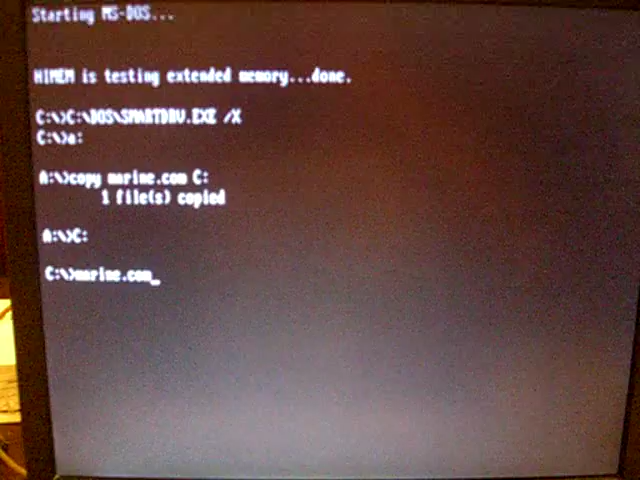 Starting MS-DOS...
HIMEM is testing extended memory...done.
C:\>C:\DOS\SMARTDRV.EXE /X
C:\>a:
A:\>copy marine.com C:
1 file(s) copied
A:\>C:
C:\>marine.com_